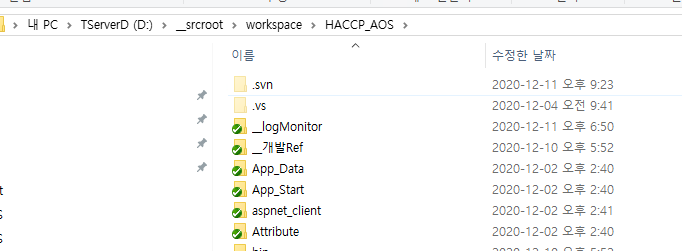 내 PC > TServerD (D:) > __srcroot > workspace > HACCP_AOS >
이름 수정한 날짜
.svn 2020-12-11 오후 9:23
.vs 2020-12-04 오전 9:41
__logMonitor 2020-12-11 오후 6:50
__개발Ref 2020-12-10 오후 5:52
App_Data 2020-12-02 오후 2:40
App_Start 2020-12-02 오후 2:40
aspnet_client 2020-12-02 오후 2:41
Attribute 2020-12-02 오후 2:40